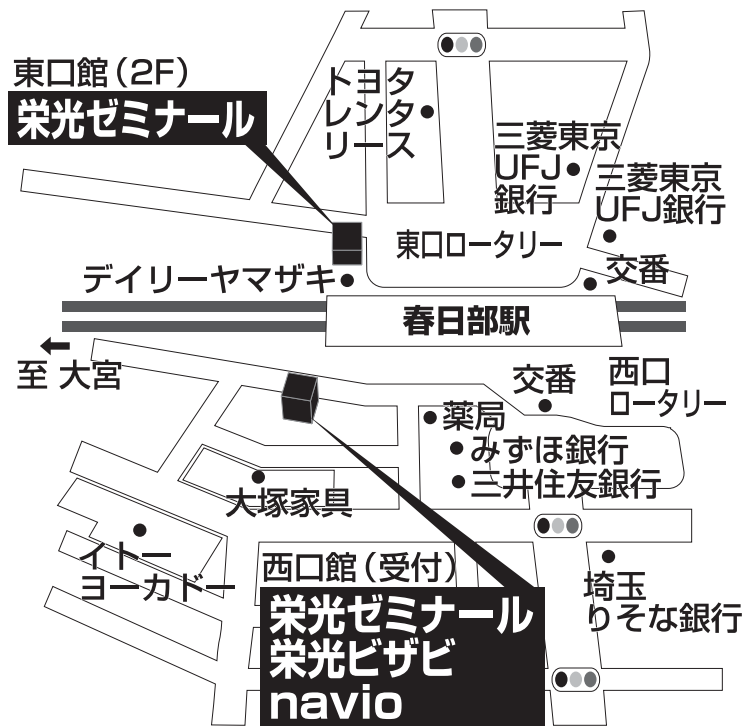 東口館（2F）
栄光ゼミナール
トヨタ
レンタ
リース
三菱東京
UFJ
銀行
三菱東京
UFJ銀行
東口ロータリー
デイリーヤマザキ
交番
春日部駅
至 大宮
交番
西口
ロータリー
薬局
みずほ銀行
三井住友銀行
大塚家具
イトー
ヨーカドー
西口館（受付）
栄光ゼミナール
栄光ビザビ
navio
埼玉
りそな銀行